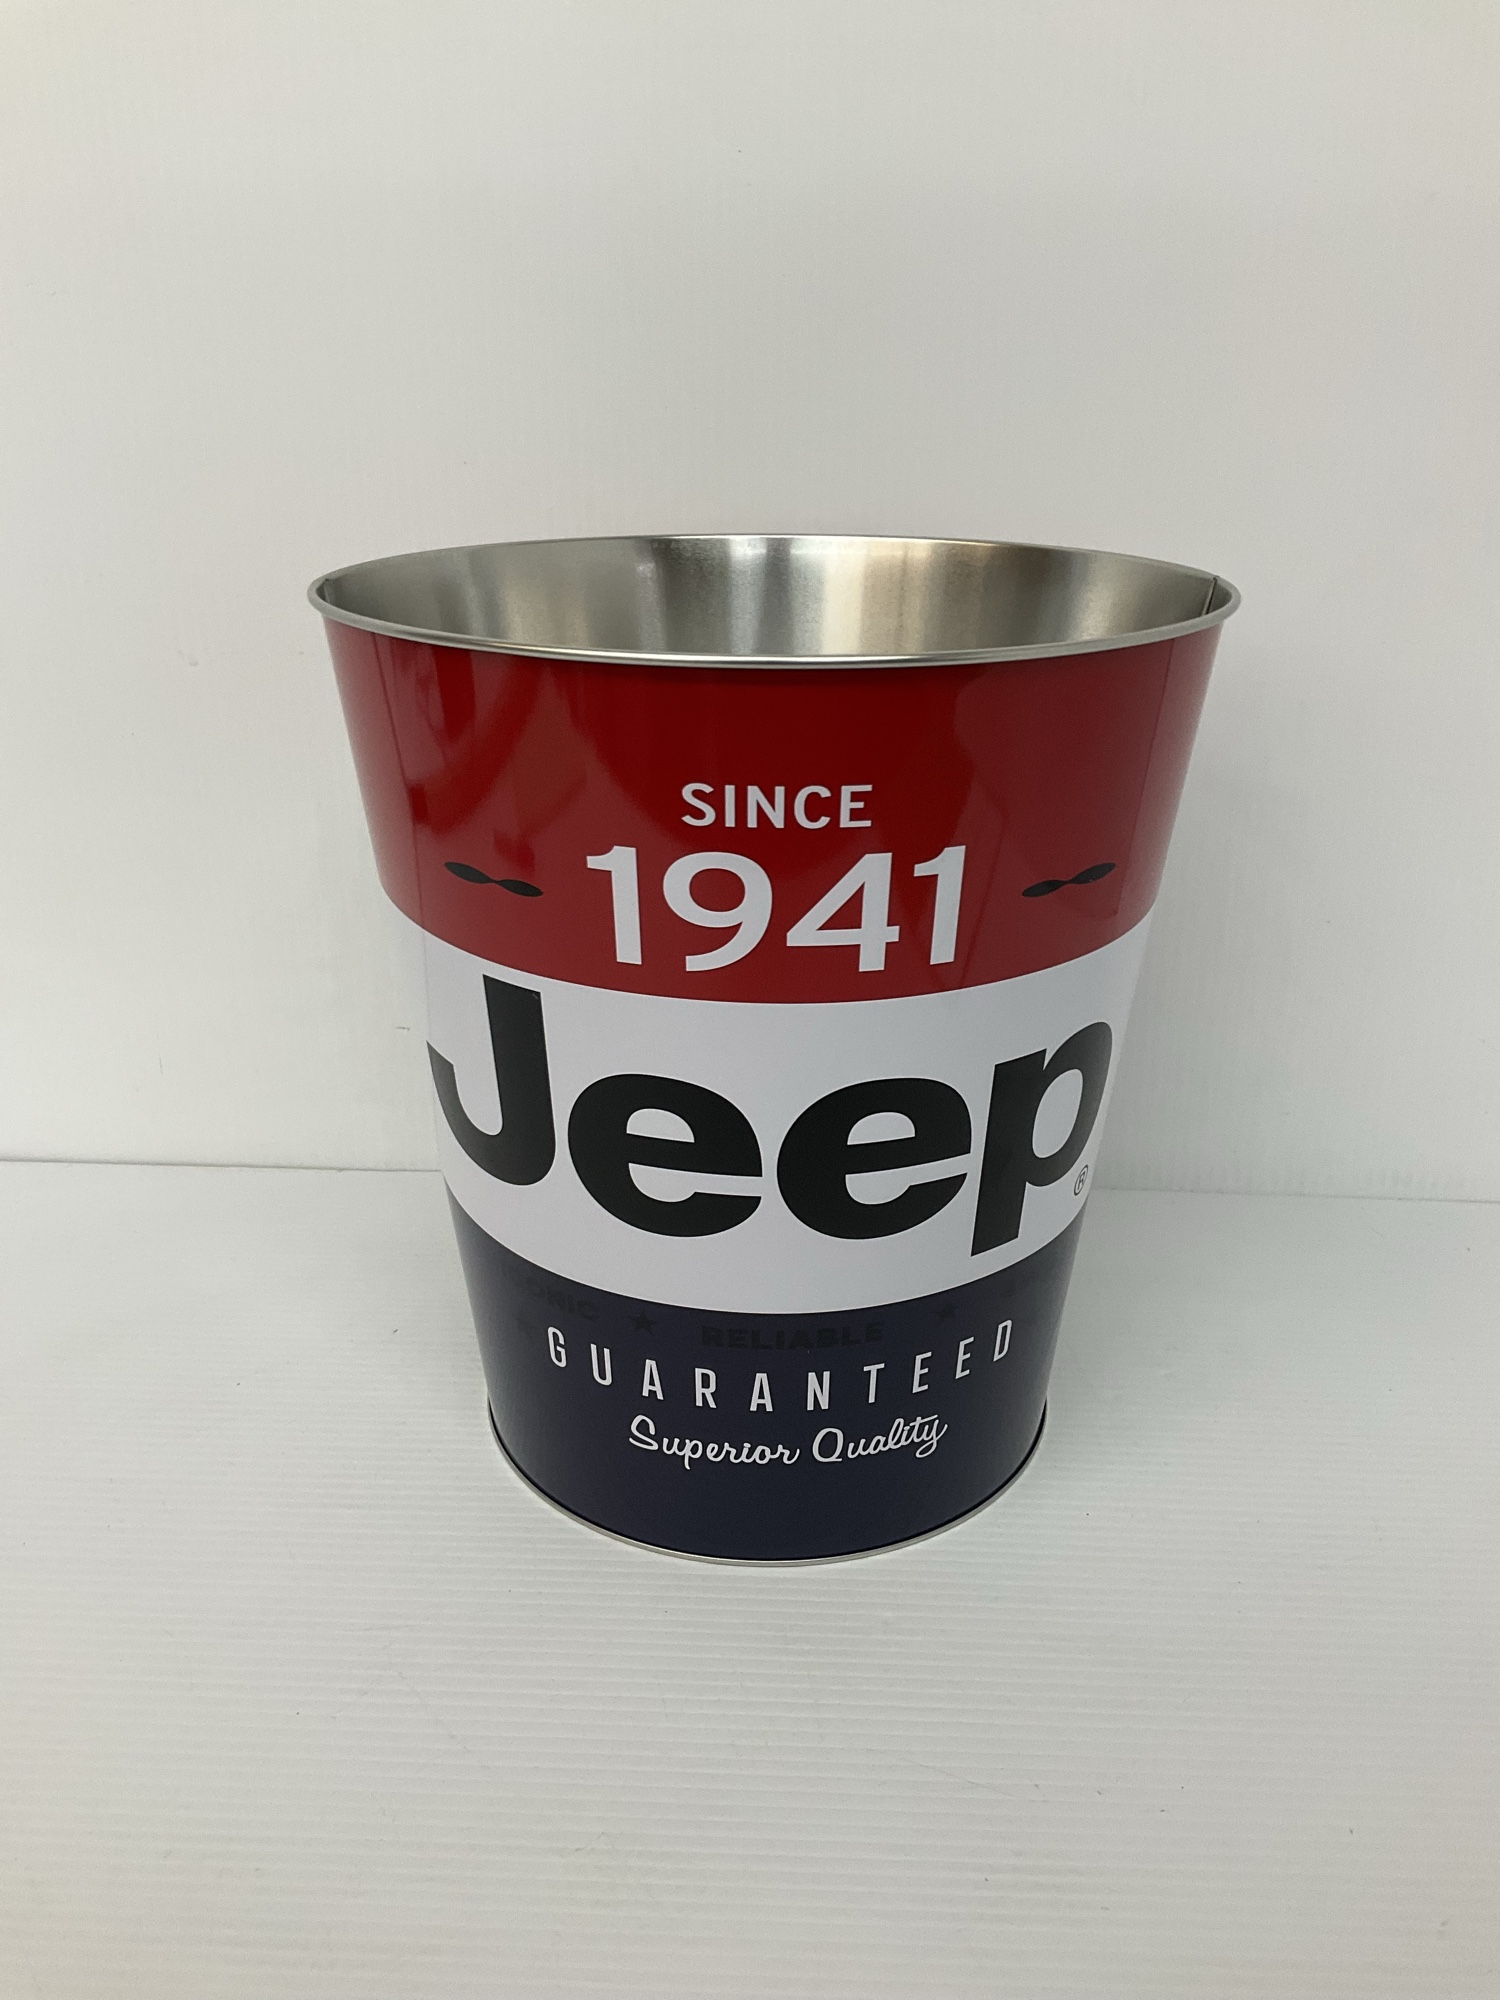 SINCE
1941
Jeep®
RELIABLE
GUARANTEED
Superior Quality